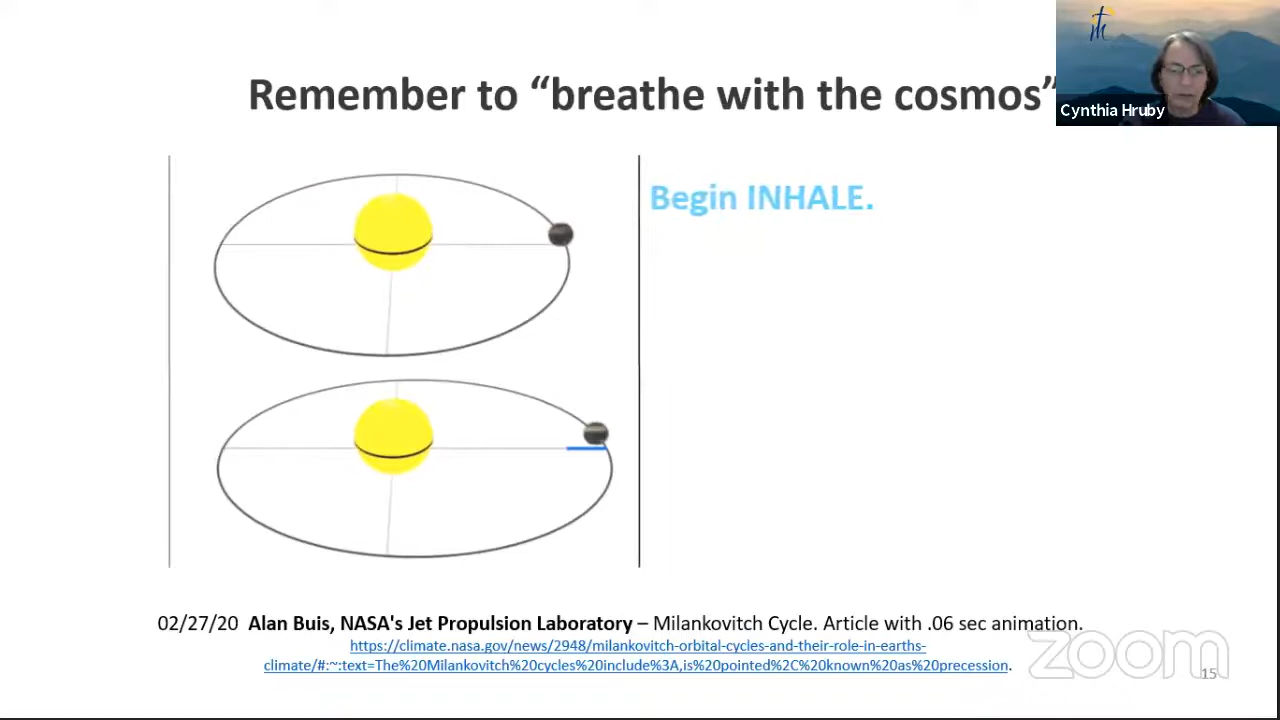 Remember to “breathe with the cosmos”
Cynthia Hruby
Begin INHALE.
02/27/20 Alan Buis, NASA's Jet Propulsion Laboratory – Milankovitch Cycle. Article with .06 sec animation.
https://climate.nasa.gov/news/2948/milankovitch-orbital-cycles-and-their-role-in-earths-
climate/#:~:text=The%20Milankovitch%20cycles%20include%3A,is%20pointed%2C%20known%20as%20precession.
zoom
15